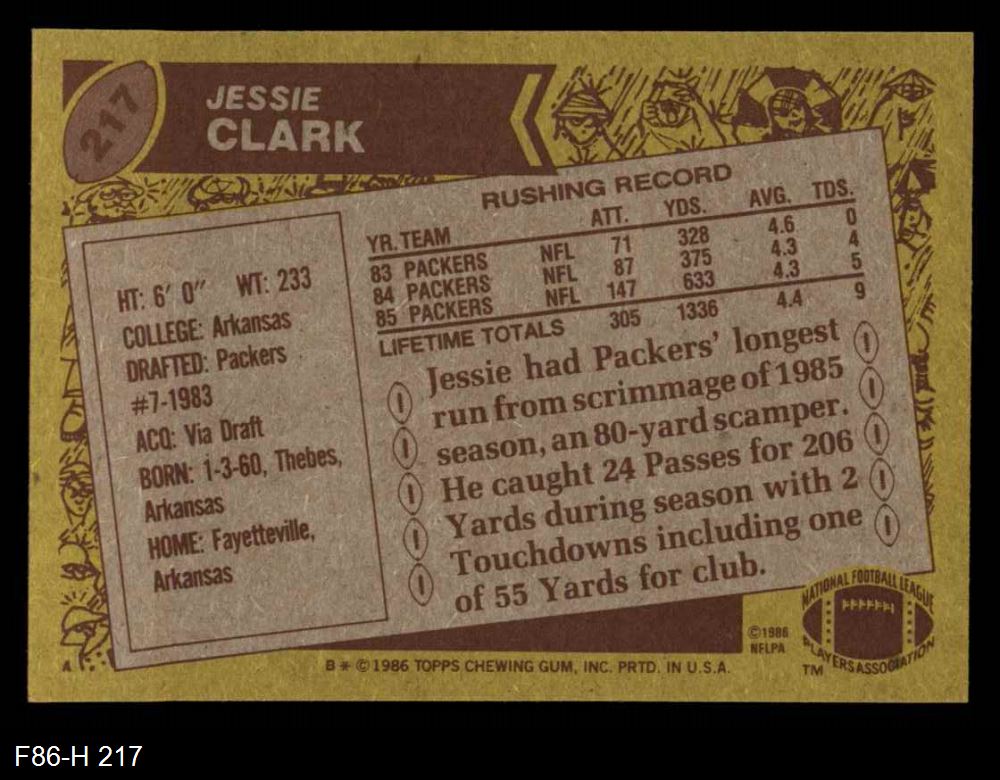 217
JESSIE
CLARK
HT: 6' 0" WT: 233
COLLEGE: Arkansas
DRAFTED: Packers
#7-1983
ACQ: Via Draft
BORN: 1-3-60, Thebes,
Arkansas
HOME: Fayetteville,
Arkansas
RUSHING RECORD
YR. TEAM ATT. YDS. AVG. TDS.
83 PACKERS NFL 71 328 4.6 0
84 PACKERS NFL 87 375 4.3 4
85 PACKERS NFL 147 633 4.3 5
LIFETIME TOTALS 305 1336 4.4 9
Jessie had Packers' longest
run from scrimmage of 1985
season, an 80-yard scamper.
He caught 24 Passes for 206
Yards during season with 2
Touchdowns including one
of 55 Yards for club.
©1986
NFLPA
NATIONAL FOOTBALL LEAGUE
PLAYERS ASSOCIATION
TM
A
B * © 1986 TOPPS CHEWING GUM, INC. PRTD. IN U.S.A.
F86-H 217